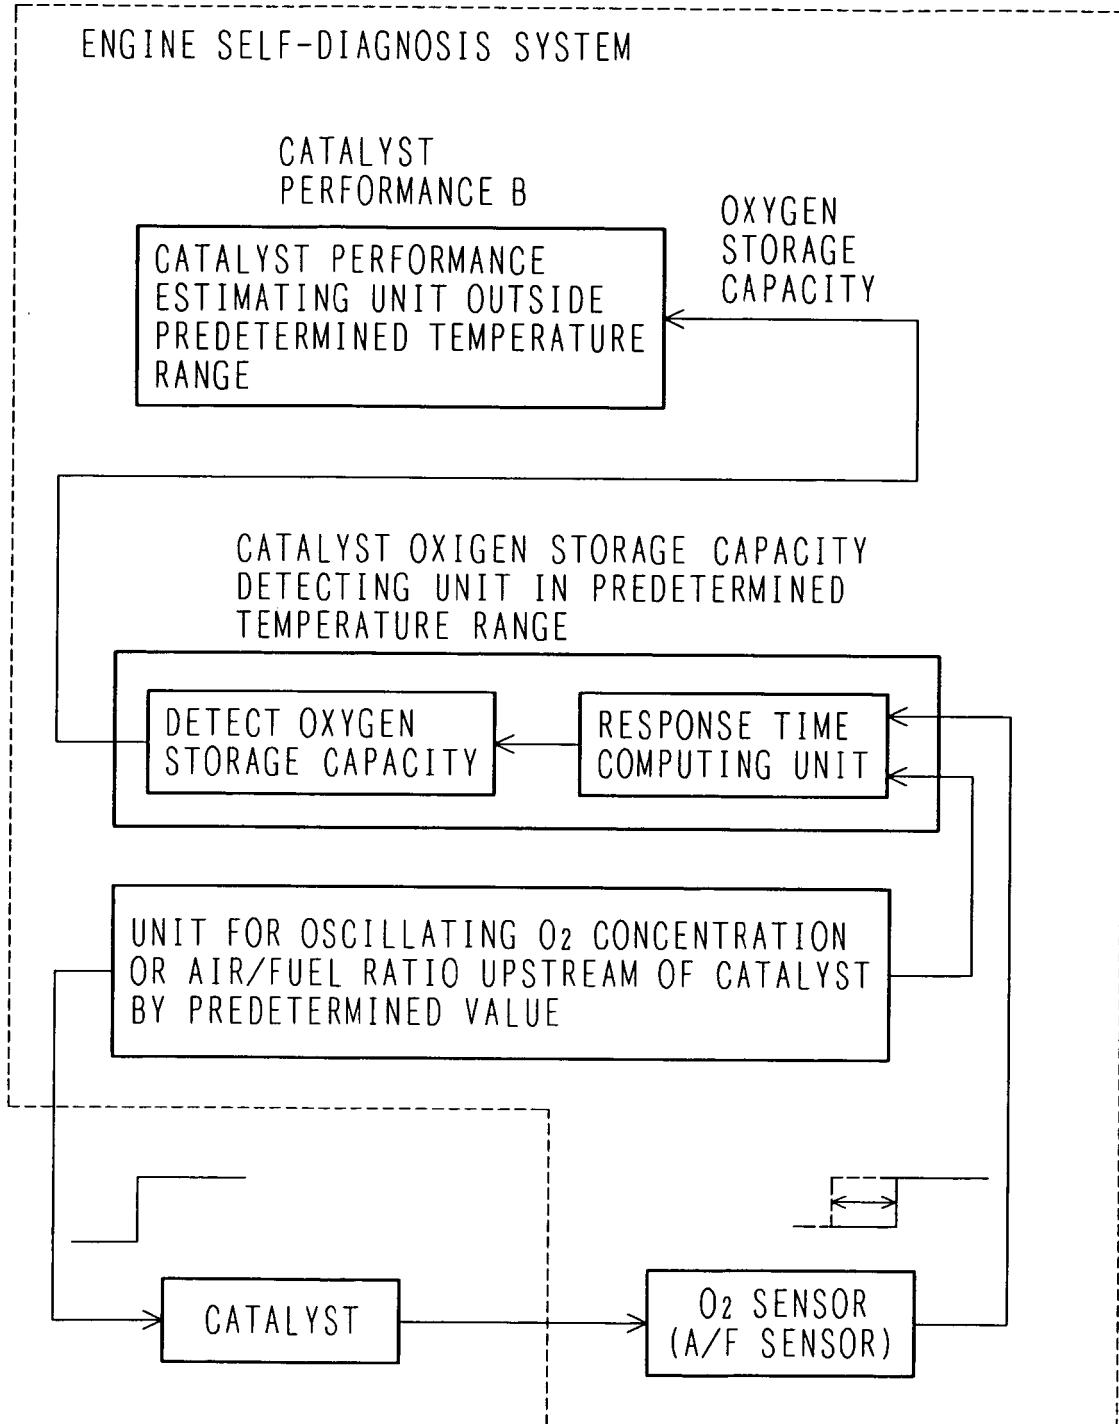 ENGINE SELF-DIAGNOSIS SYSTEM
CATALYST
PERFORMANCE B
CATALYST PERFORMANCE
ESTIMATING UNIT OUTSIDE
PREDETERMINED TEMPERATURE
RANGE
OXYGEN
STORAGE
CAPACITY
CATALYST OXIGEN STORAGE CAPACITY
DETECTING UNIT IN PREDETERMINED
TEMPERATURE RANGE
DETECT OXYGEN
STORAGE CAPACITY
RESPONSE TIME
COMPUTING UNIT
UNIT FOR OSCILLATING O2 CONCENTRATION
OR AIR/FUEL RATIO UPSTREAM OF CATALYST
BY PREDETERMINED VALUE
CATALYST
O2 SENSOR
(A/F SENSOR)